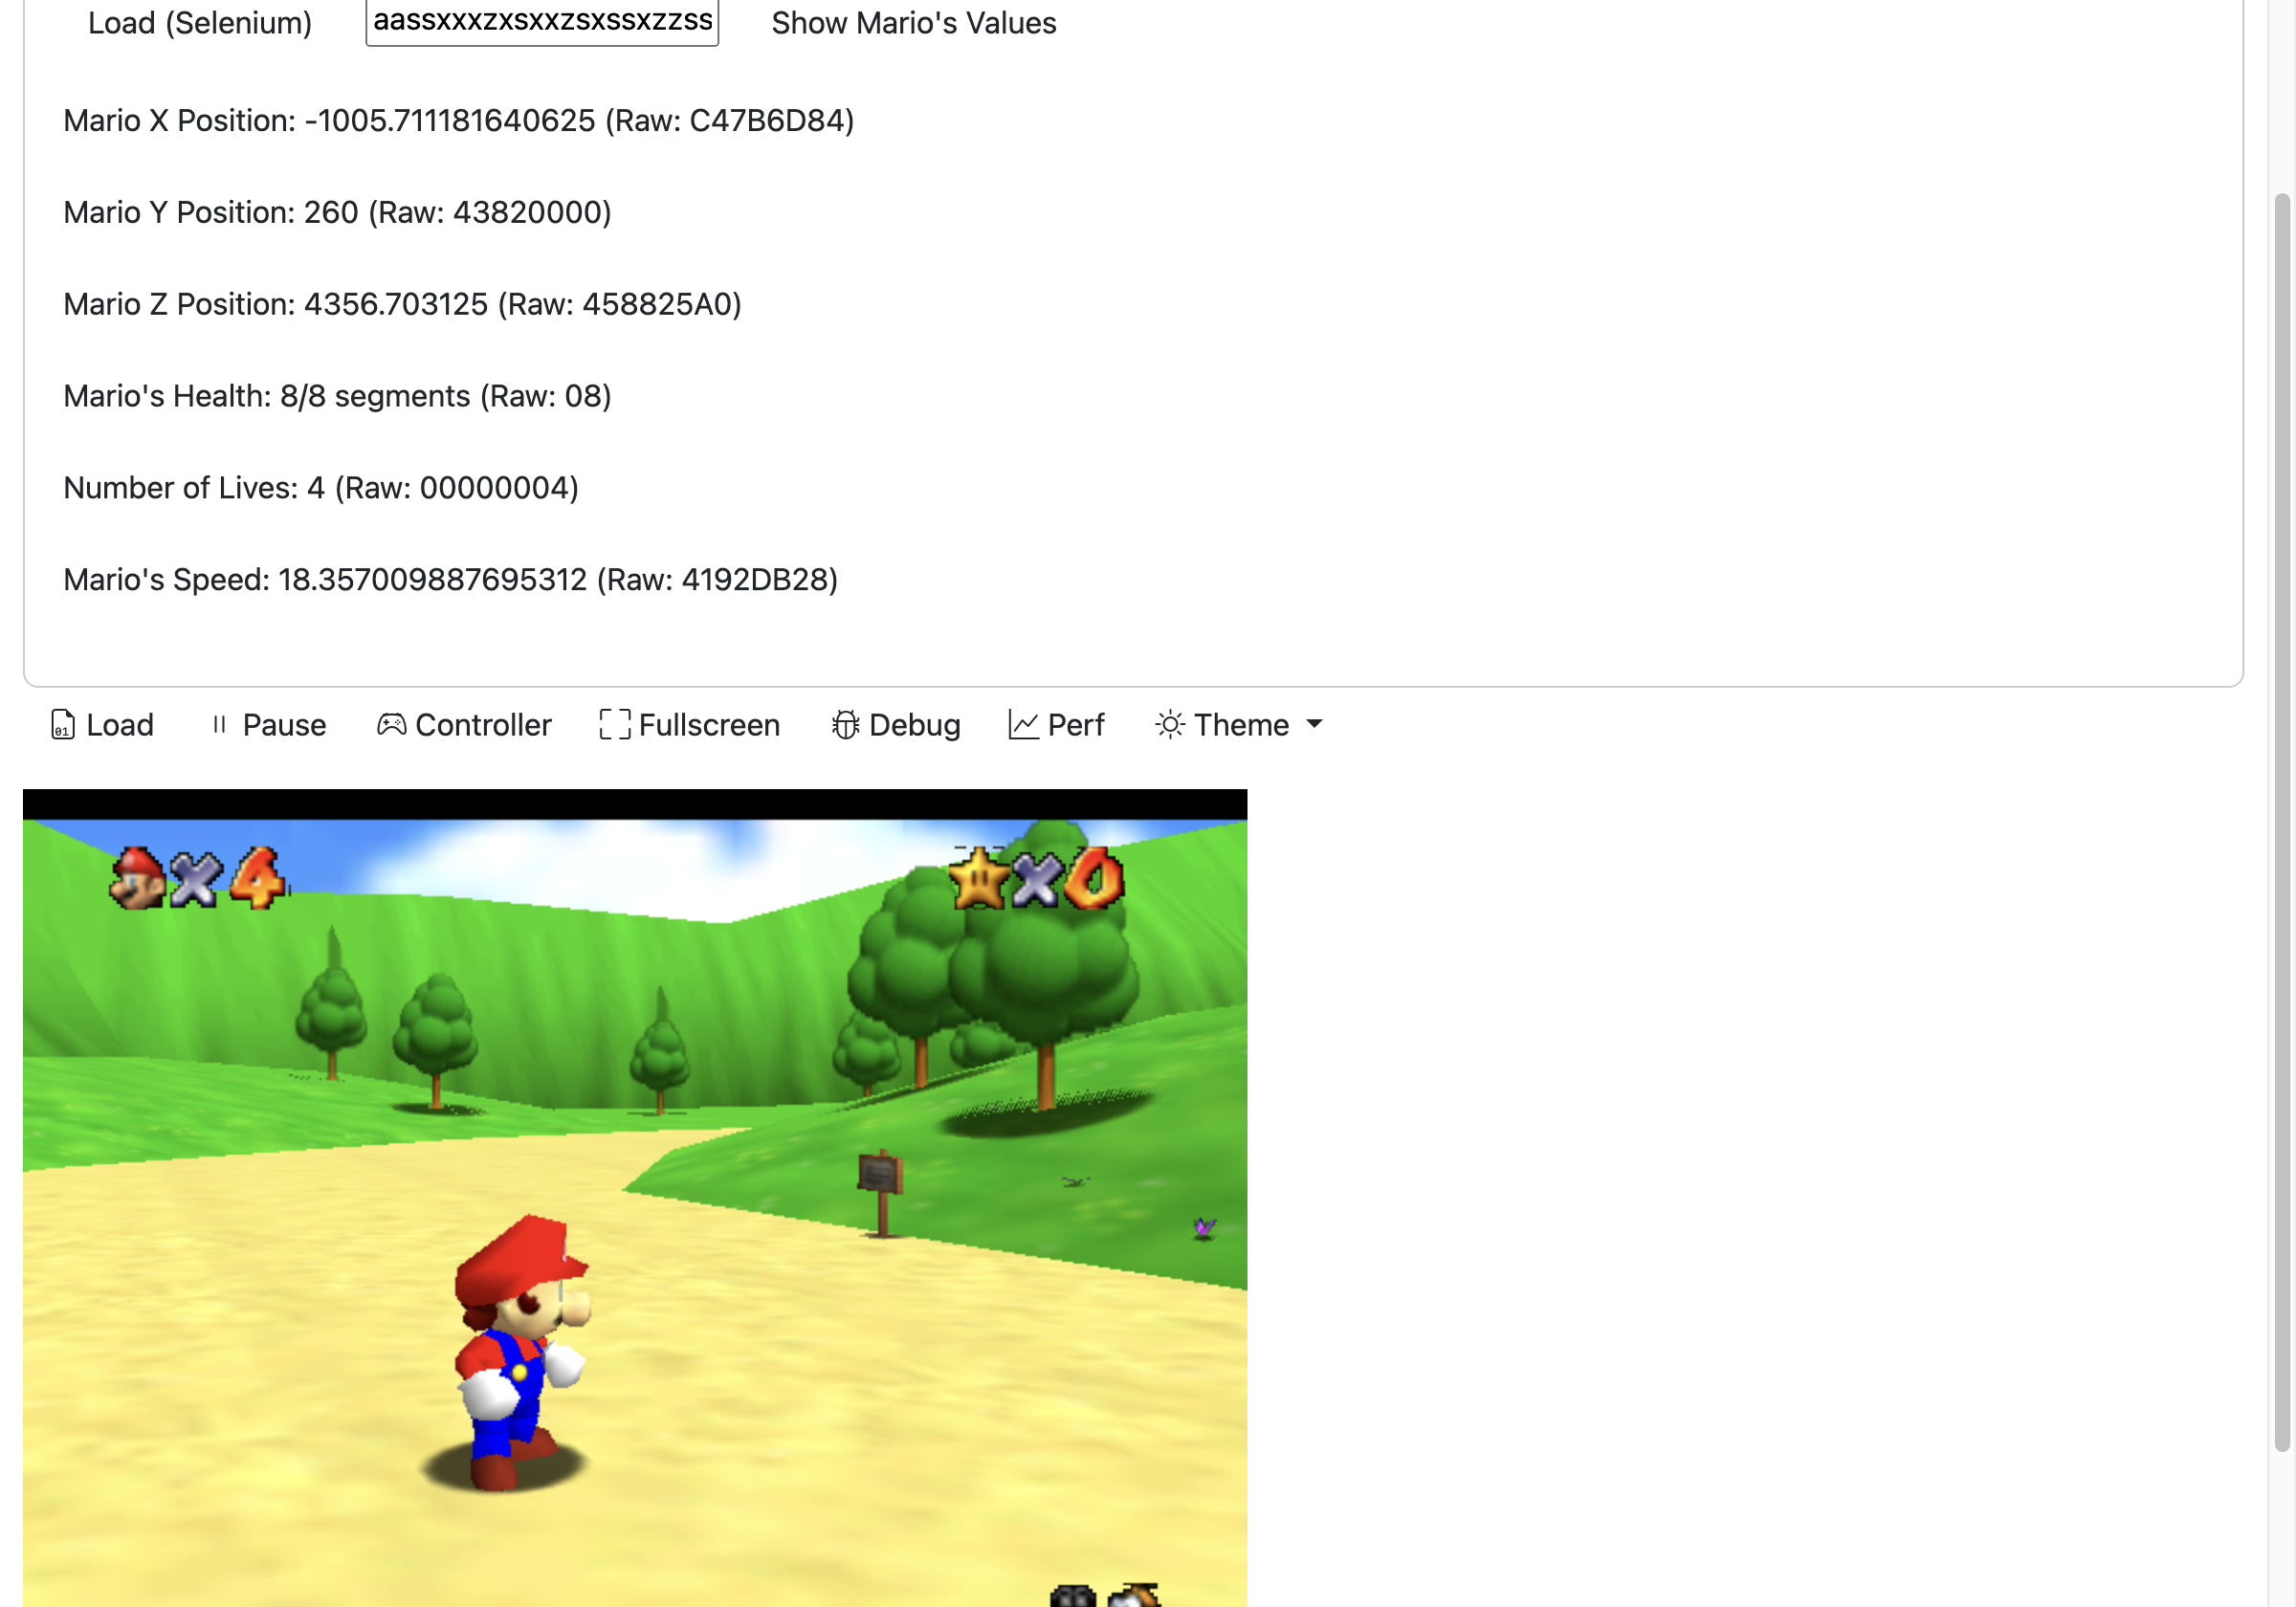 Load (Selenium) aassxxxzxsxxzsxssxzzss Show Mario's Values
Mario X Position: -1005.711181640625 (Raw: C47B6D84)
Mario Y Position: 260 (Raw: 43820000)
Mario Z Position: 4356.703125 (Raw: 458825A0)
Mario's Health: 8/8 segments (Raw: 08)
Number of Lives: 4 (Raw: 00000004)
Mario's Speed: 18.357009887695312 (Raw: 4192DB28)
Load Pause Controller Fullscreen Debug Perf Theme
×4 ×0